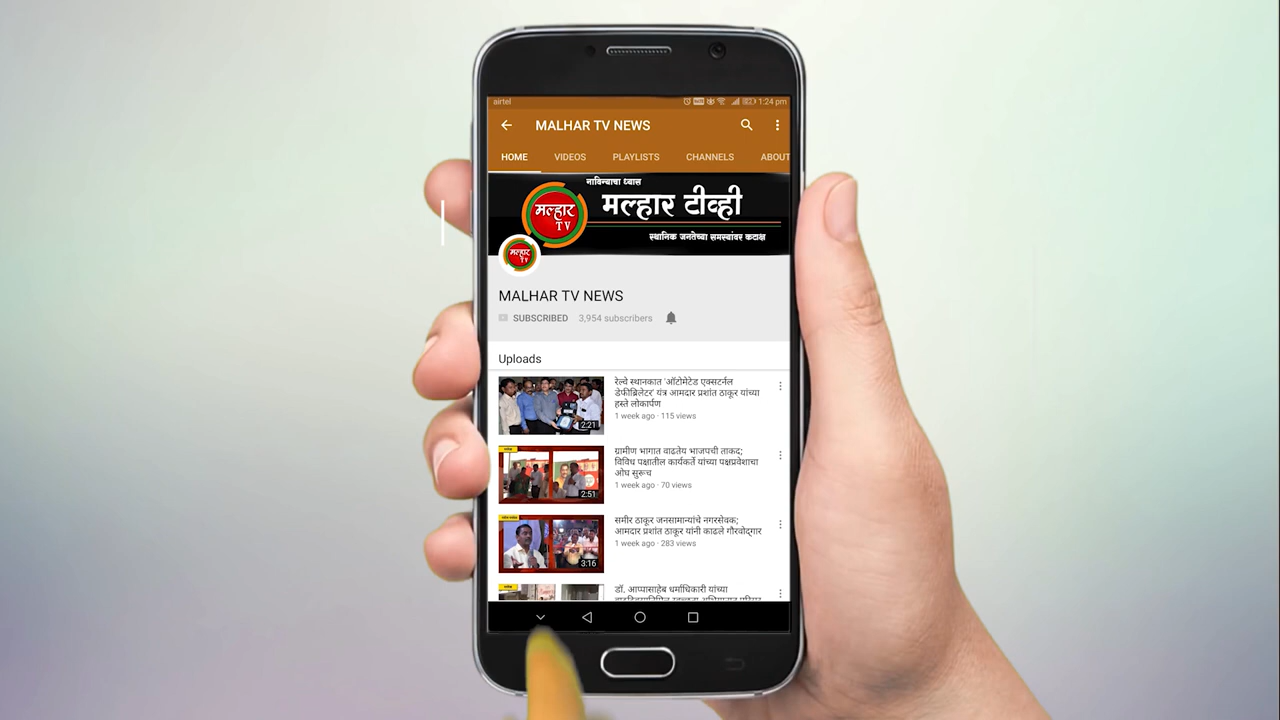 airtel 1:24 pm
MALHAR TV NEWS
HOME VIDEOS PLAYLISTS CHANNELS ABOUT
नाविन्याचा ध्यास
मल्हार टीव्ही
मल्हार
TV
स्थानिक जनतेच्या समस्यांवर कटाक्ष
मल्हार
TV
MALHAR TV NEWS
SUBSCRIBED 3,954 subscribers
Uploads
रेल्वे स्थानकात 'ऑटोमेटेड एक्सटर्नल
डेफीब्रिलेटर' यंत्र आमदार प्रशांत ठाकूर यांच्या
हस्ते लोकार्पण
1 week ago · 115 views
2:21
ग्रामीण भागात वाढतेय भाजपची ताकद;
विविध पक्षातील कार्यकर्ते यांच्या पक्षप्रवेशाचा
ओघ सुरूच
1 week ago · 70 views
2:51
समीर ठाकूर जनसामान्यांचे नगरसेवक;
आमदार प्रशांत ठाकूर यांनी काढले गौरवोद्गार
1 week ago · 283 views
3:16
डॉ. आप्पासाहेब धर्माधिकारी यांच्या